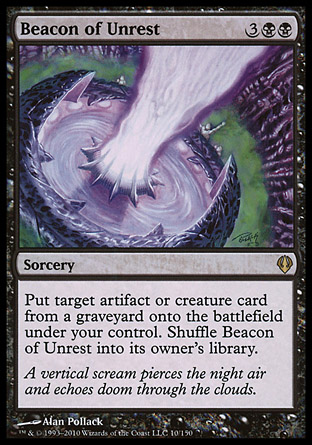 Beacon of Unrest 3
Sorcery
Put target artifact or creature card
from a graveyard onto the battlefield
under your control. Shuffle Beacon
of Unrest into its owner's library.
A vertical scream pierces the night air
and echoes doom through the clouds.
Alan Pollack
™ & © 1993–2010 Wizards of the Coast LLC 10/150